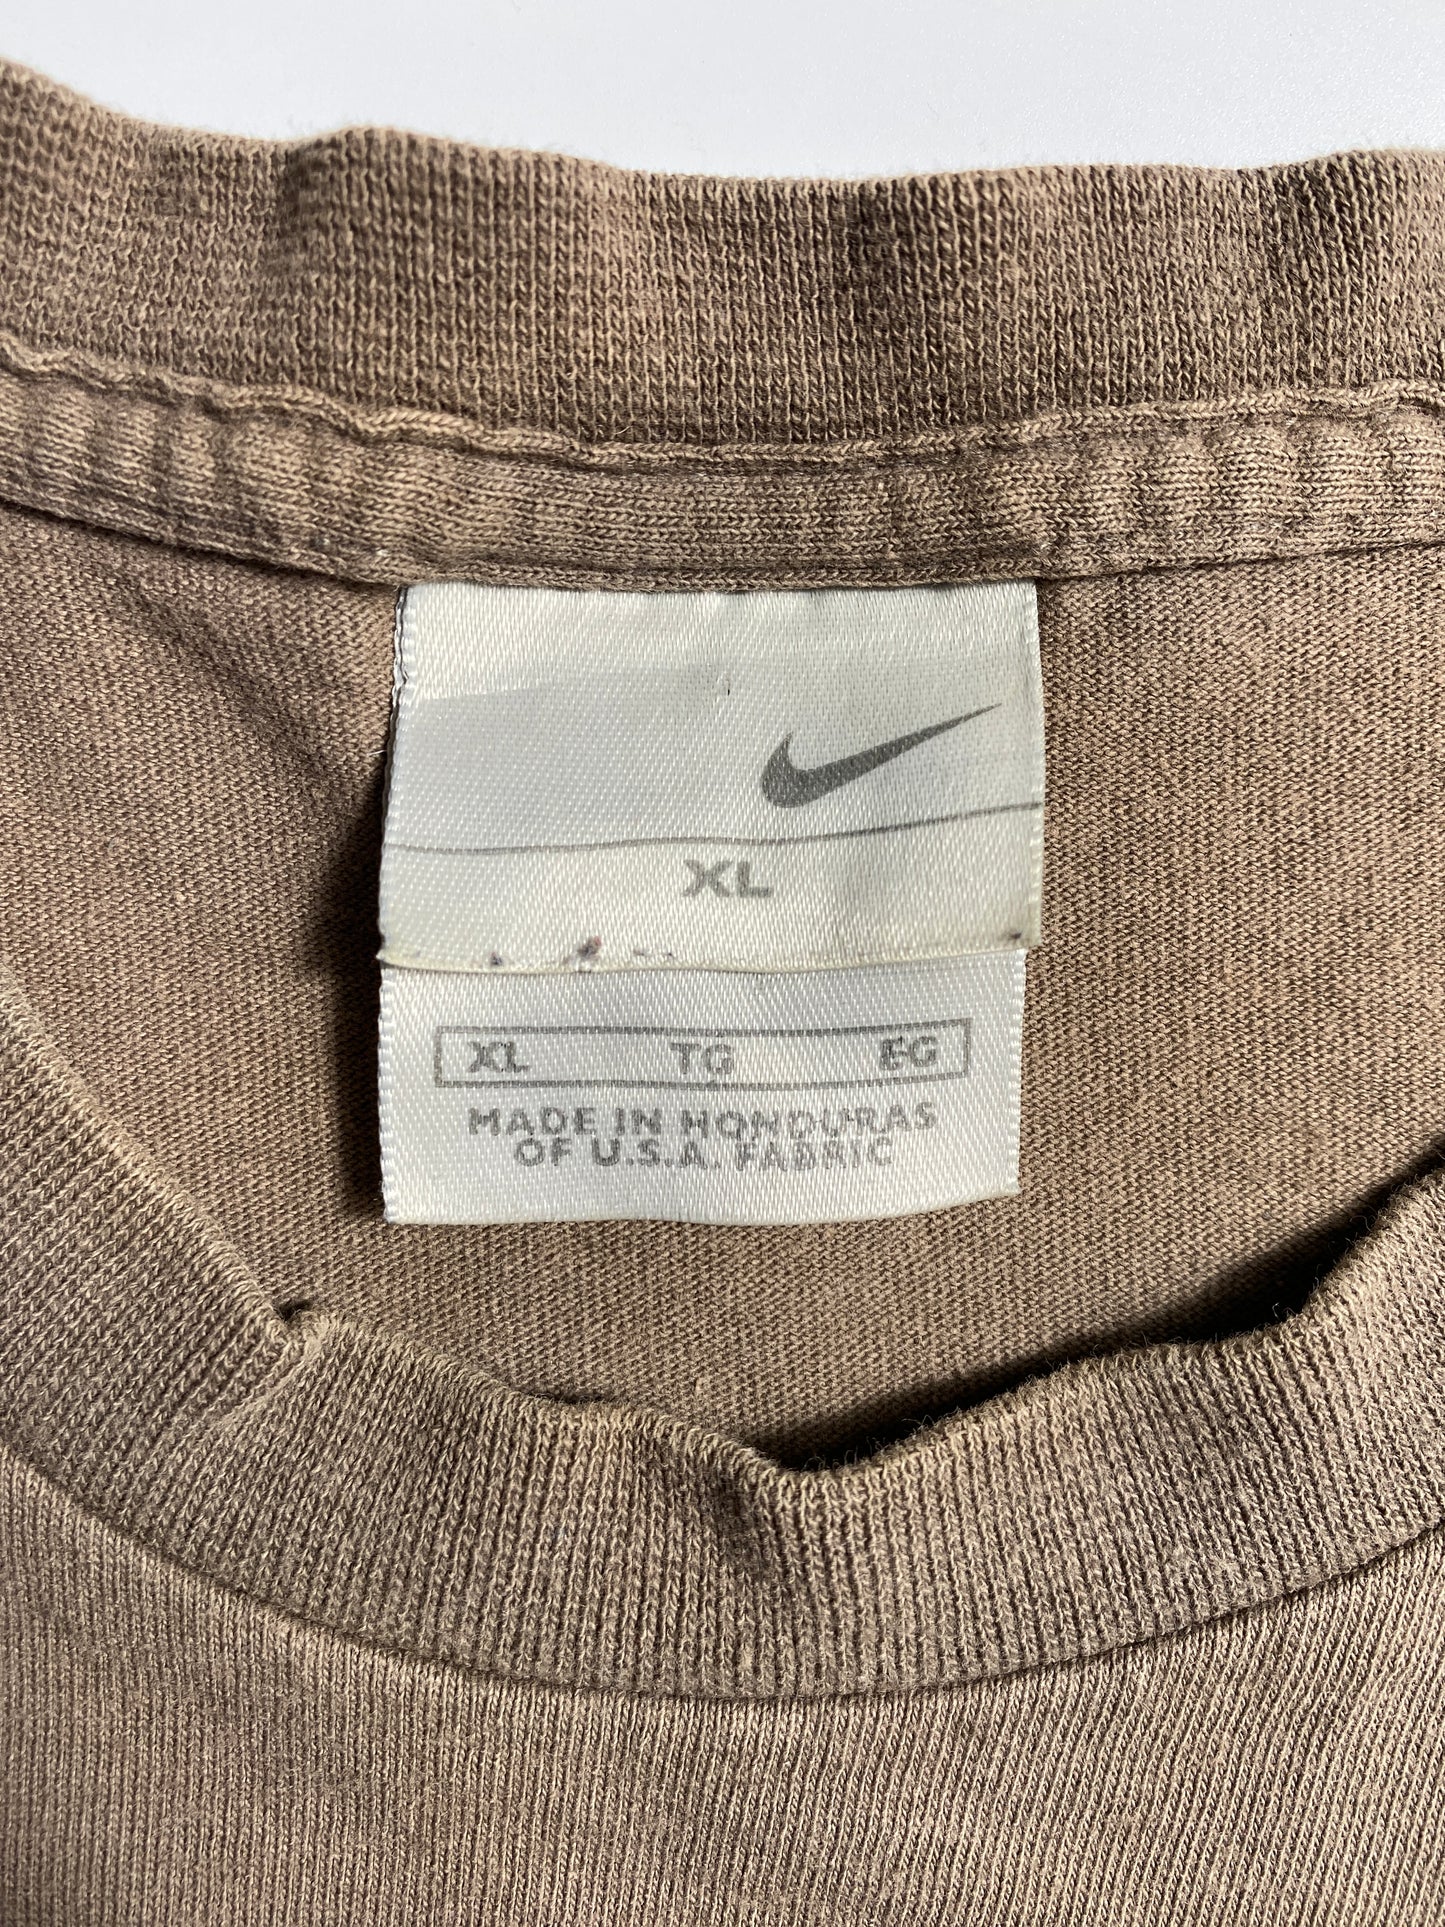 XL
XL TG EG
MADE IN HONDURAS
OF U.S.A. FABRIC